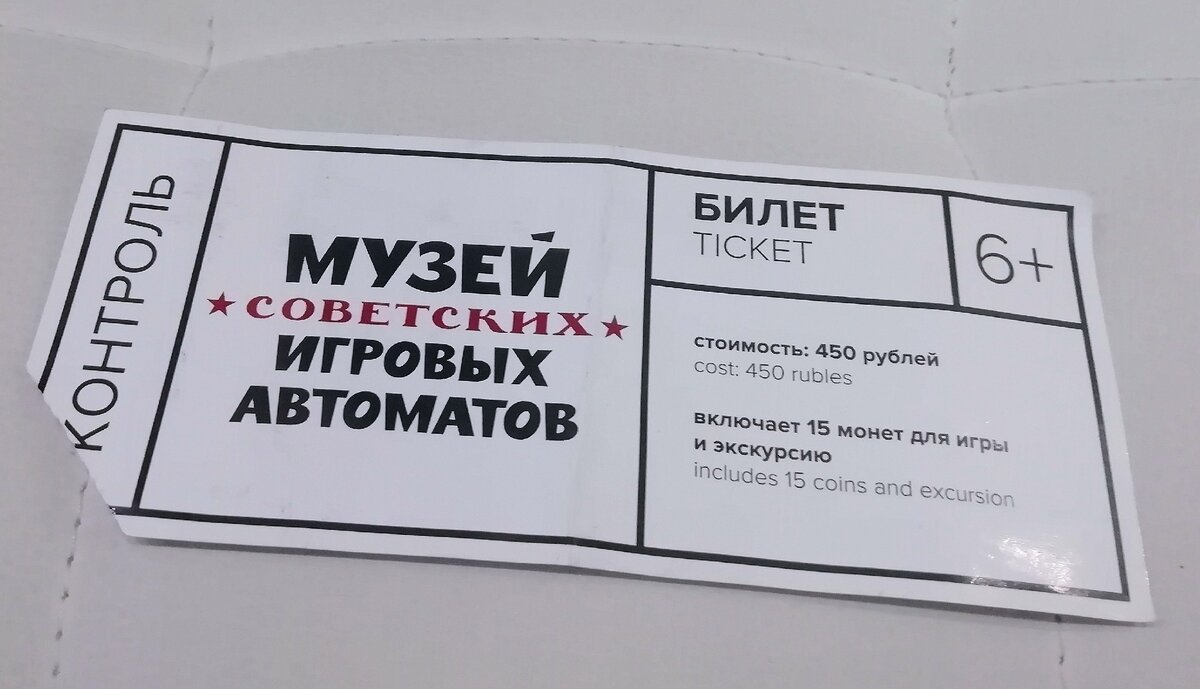 КОНТРОЛЬ
МУЗЕЙ
★СОВЕТСКИХ★
ИГРОВЫХ
АВТОМАТОВ
БИЛЕТ
TICKET
6+
стоимость: 450 рублей
cost: 450 rubles
включает 15 монет для игры
и экскурсию
includes 15 coins and excursion